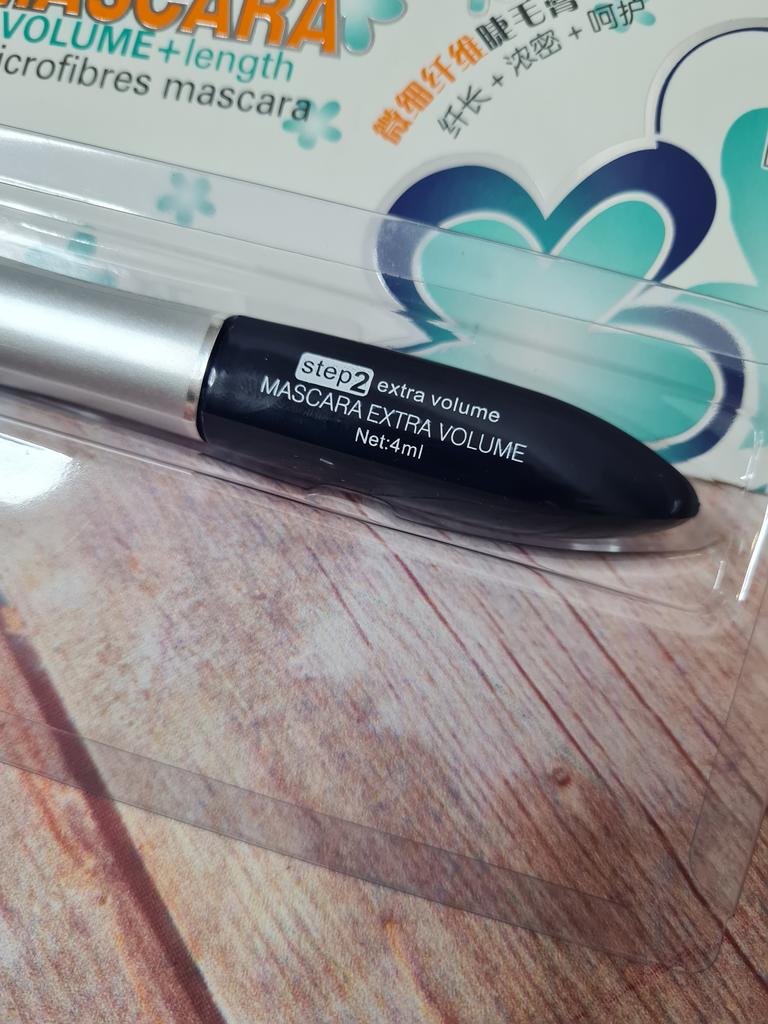 MASCARA
VOLUME+length
microfibres mascara
微细纤维睫毛膏
纤长+浓密+呵护
step2 extra volume
MASCARA EXTRA VOLUME
Net:4ml